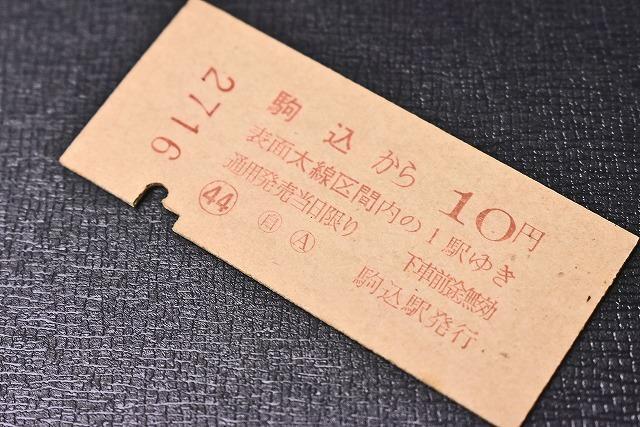 2716
駒込から 10円
表面太線区間内の1駅ゆき
通用発売当日限り 下車前途無効
㊹ 自 Ⓐ 駒込駅発行